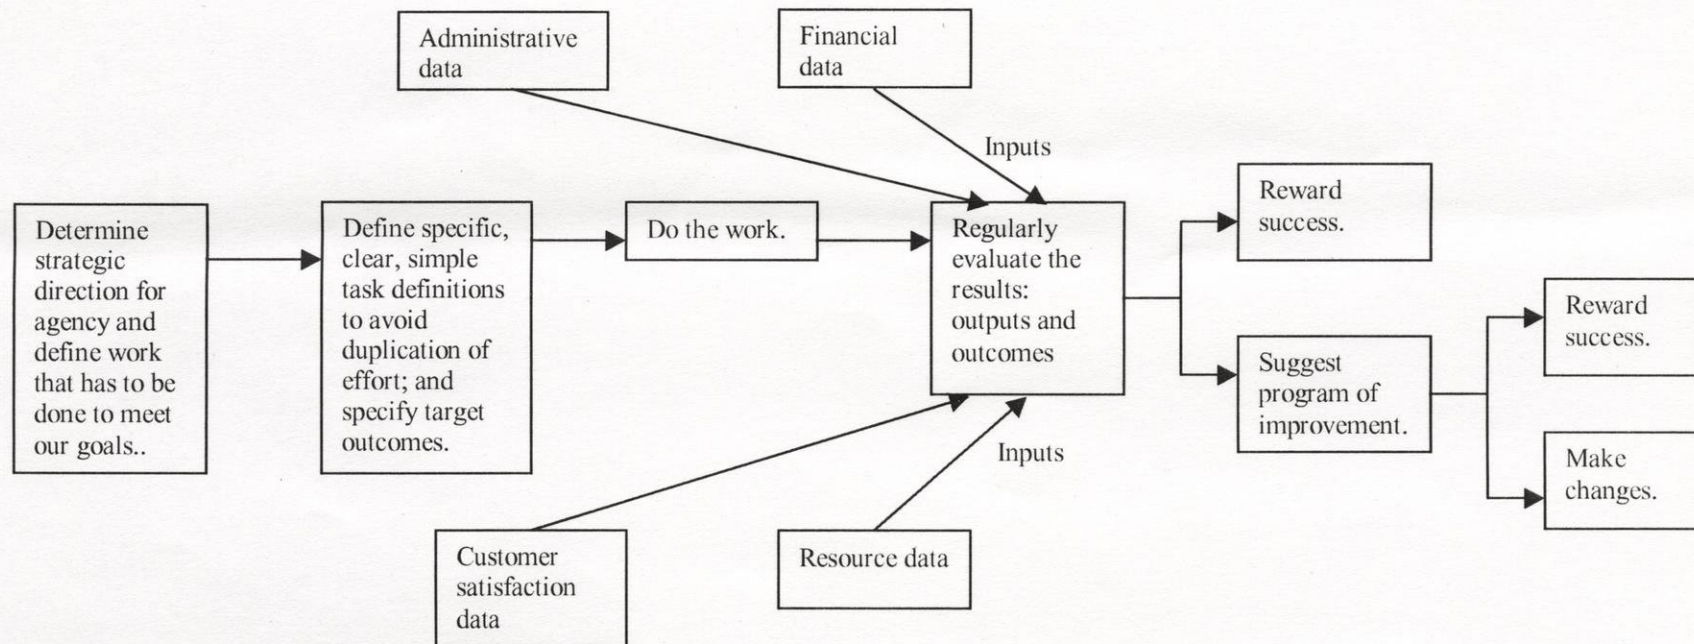 Administrative
data
Financial
data
Inputs
Determine
strategic
direction for
agency and
define work
that has to be
done to meet
our goals..
Define specific,
clear, simple
task definitions
to avoid
duplication of
effort; and
specify target
outcomes.
Do the work.
Regularly
evaluate the
results:
outputs and
outcomes
Reward
success.
Suggest
program of
improvement.
Reward
success.
Make
changes.
Inputs
Customer
satisfaction
data
Resource data